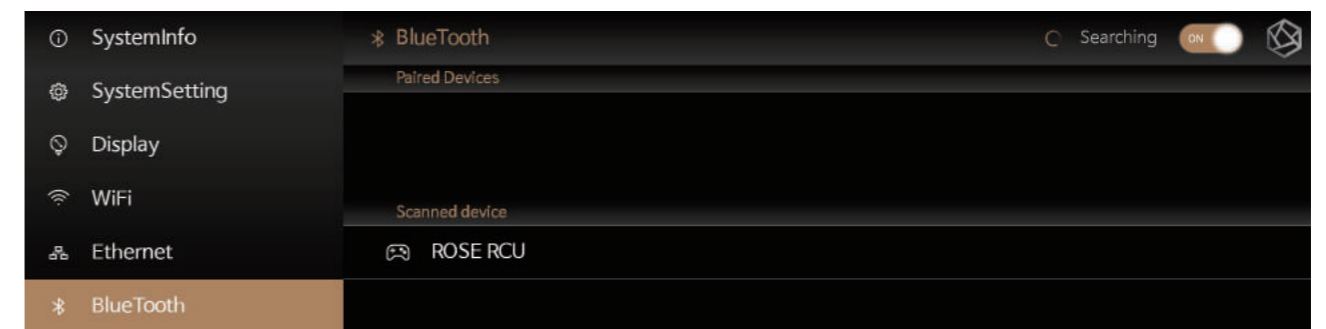 SystemInfo
SystemSetting
Display
WiFi
Ethernet
BlueTooth
BlueTooth
Searching
ON
Paired Devices
Scanned device
ROSE RCU